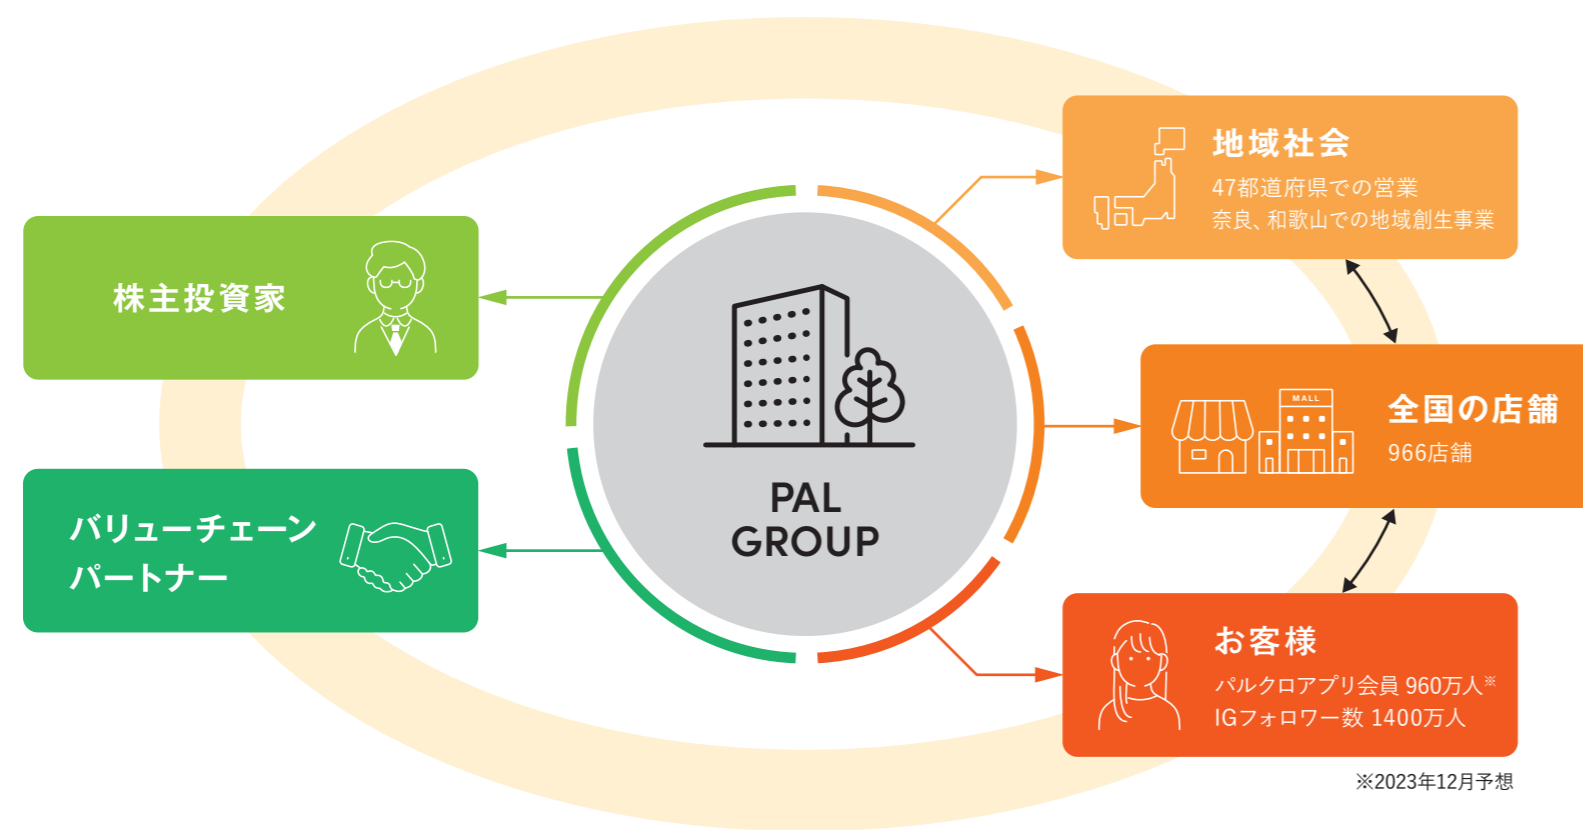 地域社会
47都道府県での営業
奈良、和歌山での地域創生事業
株主投資家
MALL
全国の店舗
966店舗
PAL
GROUP
バリューチェーン
パートナー
お客様
パルクロアプリ会員 960万人※
IGフォロワー数 1400万人
※2023年12月予想